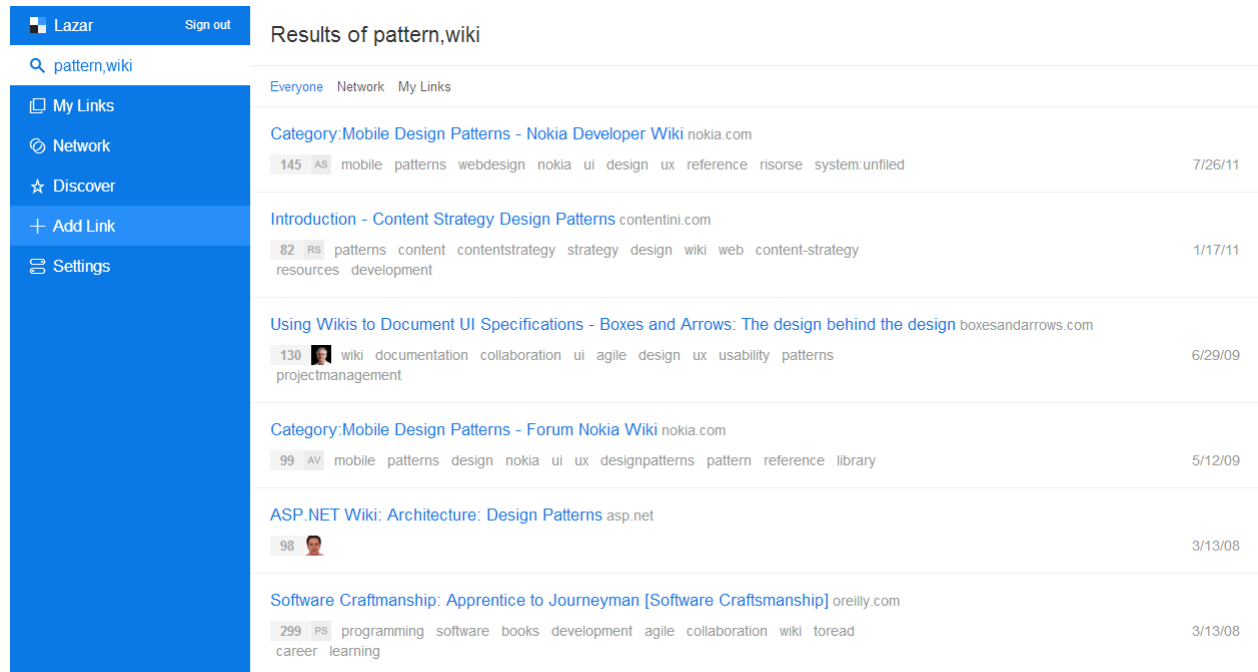 Lazar Sign out
pattern,wiki
My Links
Network
Discover
Add Link
Settings
Results of pattern,wiki
Everyone Network My Links
Category:Mobile Design Patterns - Nokia Developer Wiki nokia.com
145 AS mobile patterns webdesign nokia ui design ux reference risorse system:unfiled 7/26/11
Introduction - Content Strategy Design Patterns contentini.com
82 RS patterns content contentstrategy strategy design wiki web content-strategy 1/17/11
resources development
Using Wikis to Document UI Specifications - Boxes and Arrows: The design behind the design boxesandarrows.com
130 wiki documentation collaboration ui agile design ux usability patterns 6/29/09
projectmanagement
Category:Mobile Design Patterns - Forum Nokia Wiki nokia.com
99 AV mobile patterns design nokia ui ux designpatterns pattern reference library 5/12/09
ASP.NET Wiki: Architecture: Design Patterns asp.net
98 3/13/08
Software Craftmanship: Apprentice to Journeyman [Software Craftsmanship] oreilly.com
299 PS programming software books development agile collaboration wiki toread 3/13/08
career learning